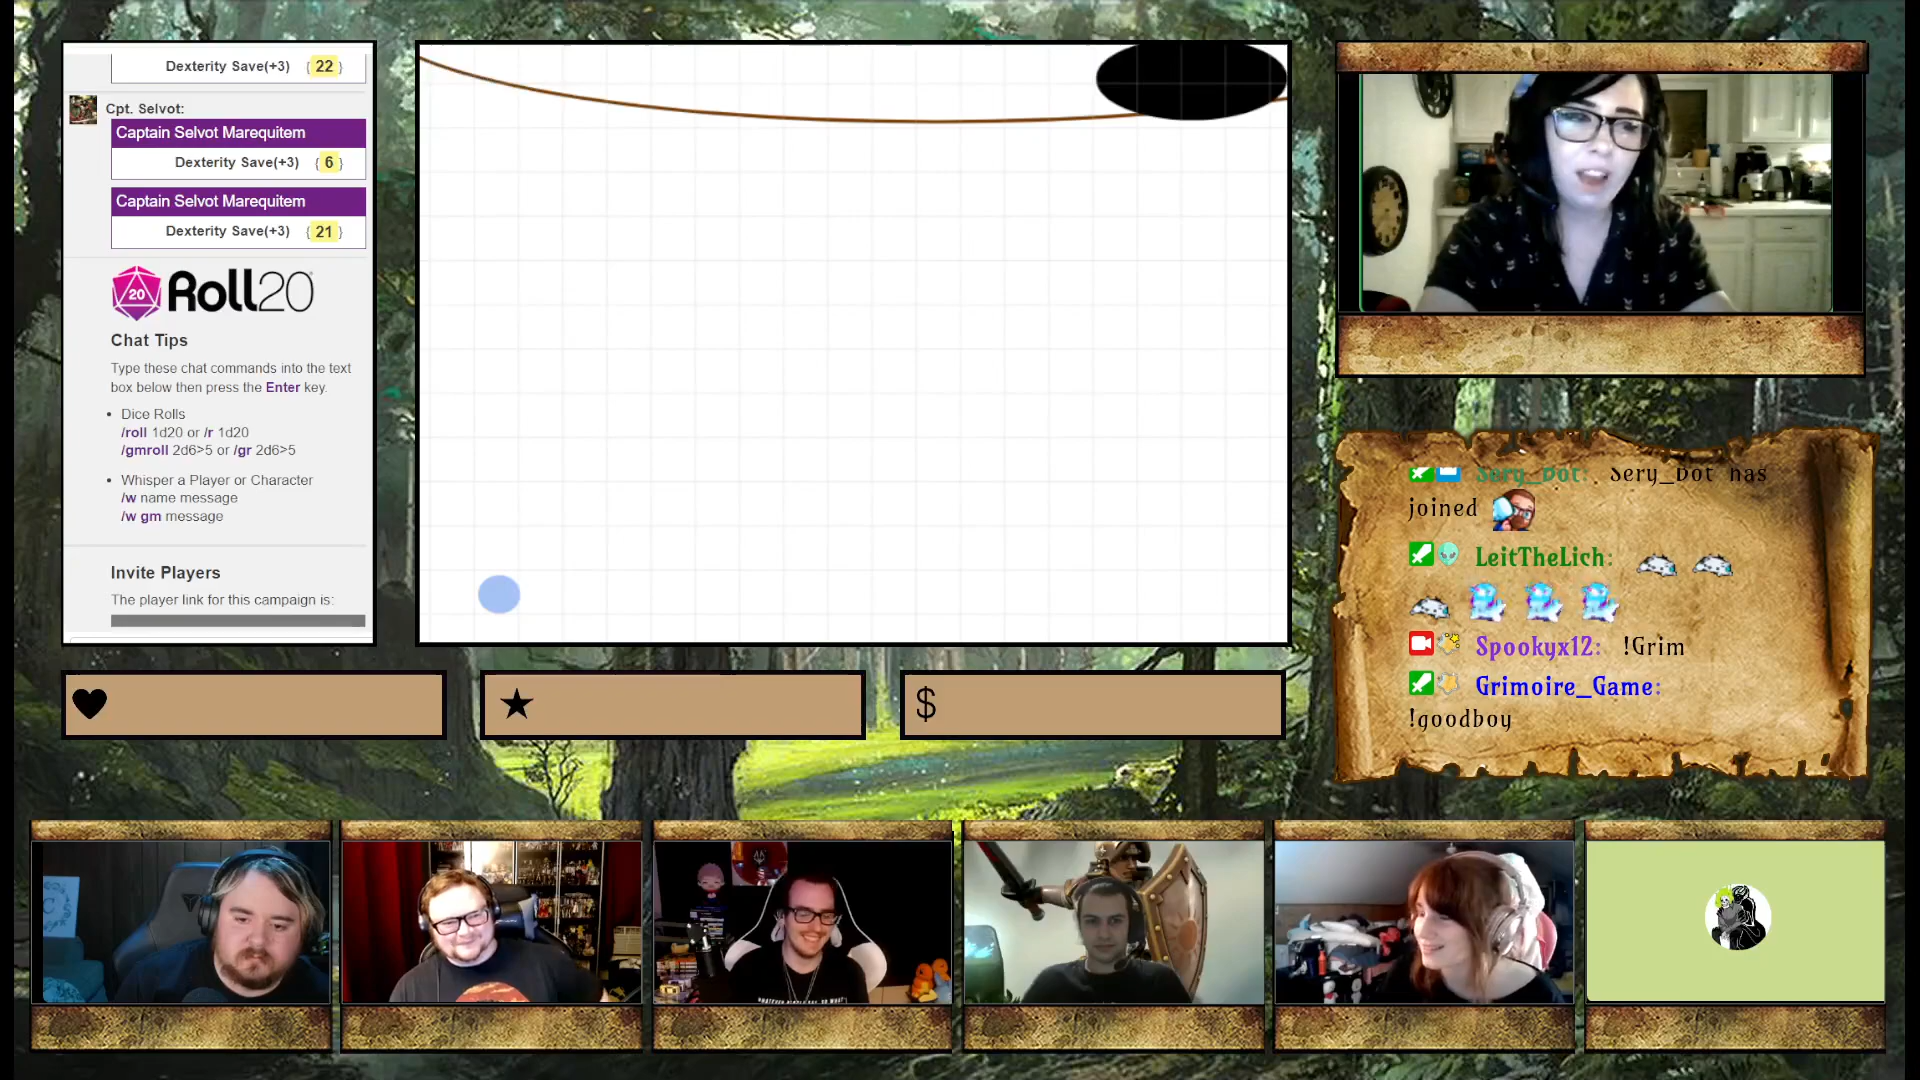 Dexterity Save(+3) {22}
Cpt. Selvot:
Captain Selvot Marequitem
Dexterity Save(+3) {6}
Captain Selvot Marequitem
Dexterity Save(+3) {21}
20 Roll20
Chat Tips
Type these chat commands into the text
box below then press the Enter key.
• Dice Rolls
/roll 1d20 or /r 1d20
/gmroll 2d6>5 or /gr 2d6>5
• Whisper a Player or Character
/w name message
/w gm message
Invite Players
The player link for this campaign is:
$
Sery_Bot: Sery_Bot has
joined
LeitTheLich:
Spookyx12: !Grim
Grimoire_Game:
!goodboy